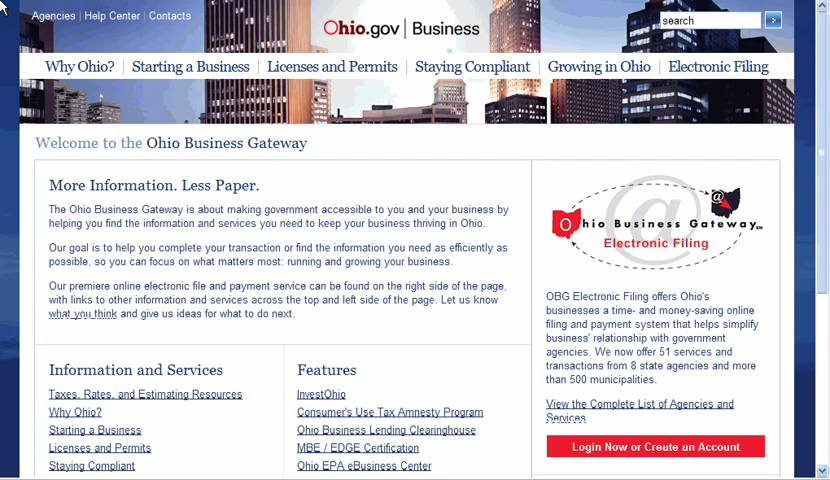 Agencies | Help Center | Contacts
Ohio.gov | Business
search
Why Ohio? | Starting a Business | Licenses and Permits | Staying Compliant | Growing in Ohio | Electronic Filing
Welcome to the Ohio Business Gateway
More Information. Less Paper.
The Ohio Business Gateway is about making government accessible to you and your business by
helping you find the information and services you need to keep your business thriving in Ohio.
Our goal is to help you complete your transaction or find the information you need as efficiently as
possible, so you can focus on what matters most: running and growing your business.
Our premiere online electronic file and payment service can be found on the right side of the page,
with links to other information and services across the top and left side of the page. Let us know
what you think and give us ideas for what to do next.
Information and Services
Taxes, Rates, and Estimating Resources
Why Ohio?
Starting a Business
Licenses and Permits
Staying Compliant
Features
InvestOhio
Consumer's Use Tax Amnesty Program
Ohio Business Lending Clearinghouse
MBE / EDGE Certification
Ohio EPA eBusiness Center
@
@
Ohio Business Gateway SM
Electronic Filing
OBG Electronic Filing offers Ohio's
businesses a time- and money-saving online
filing and payment system that helps simplify
business' relationship with government
agencies. We now offer 51 services and
transactions from 8 state agencies and more
than 500 municipalities.
View the Complete List of Agencies and
Services
Login Now or Create an Account